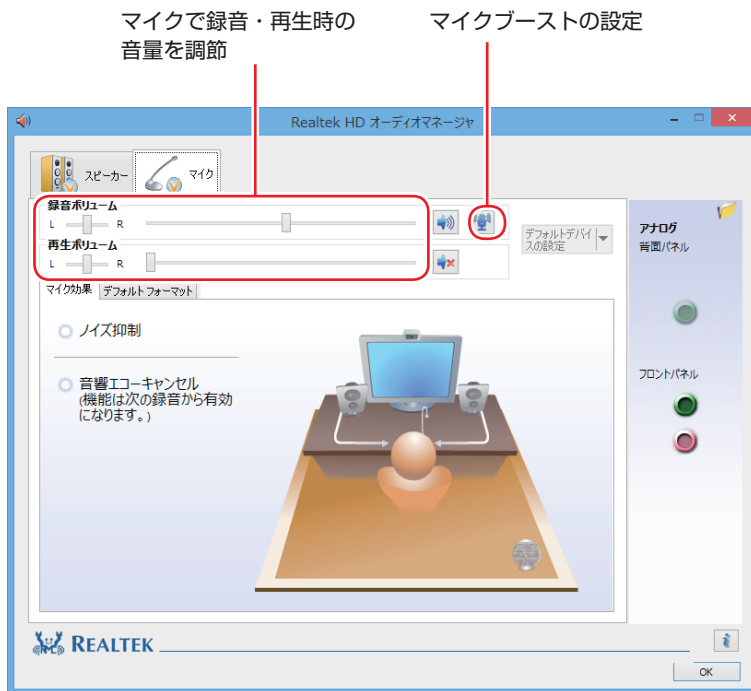 マイクで録音・再生時の
音量を調節
マイクブーストの設定
Realtek HD オーディオマネージャ
スピーカー
マイク
録音ボリューム
L R
再生ボリューム
L R
デフォルトデバイ
スの設定
マイク効果 デフォルト フォーマット
ノイズ抑制
音響エコーキャンセル
(機能は次の録音から有効
になります。)
アナログ
背面パネル
フロントパネル
REALTEK
i
OK